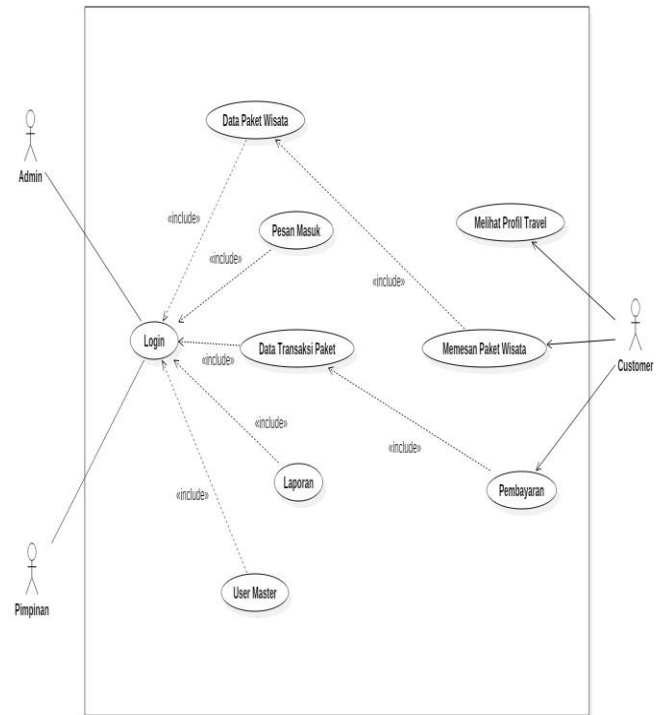 Data Paket Wisata
Admin
«include»
Pesan Masuk
Melihat Profil Travel
«include»
«include»
Login
«include»
Data Transaksi Paket
Memesan Paket Wisata
Customer
«include»
«include»
Laporan
Pembayaran
«include»
User Master
Pimpinan